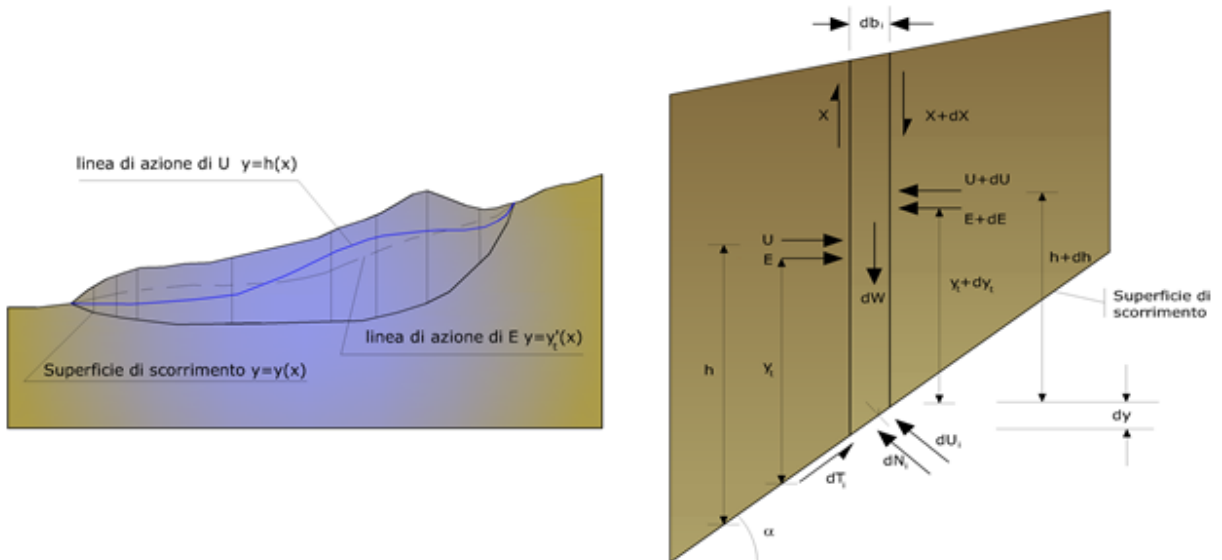 linea di azione di U y=h(x)
linea di azione di E y=y't(x)
Superficie di scorrimento y=y(x)
dbi
X
X+dX
U+dU
E+dE
U
E
dW
h
yt
yt+dyt
h+dh
Superficie di
scorrimento
dy
dUi
dNi
dTi
α